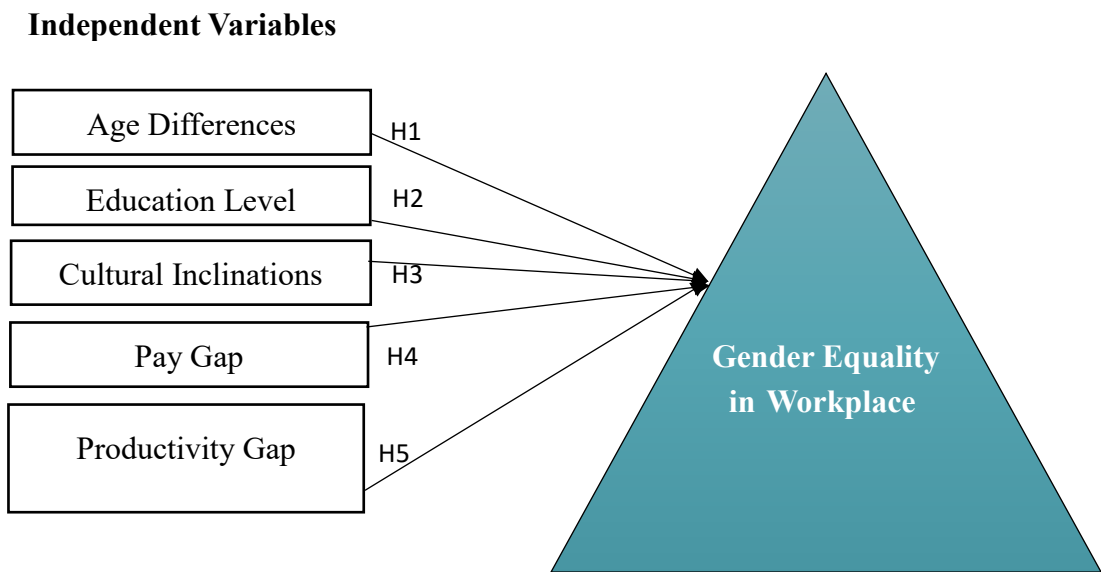 Independent Variables
Age Differences
H1
Education Level
H2
Cultural Inclinations
H3
Pay Gap
H4
Productivity Gap
H5
Gender Equality
in Workplace